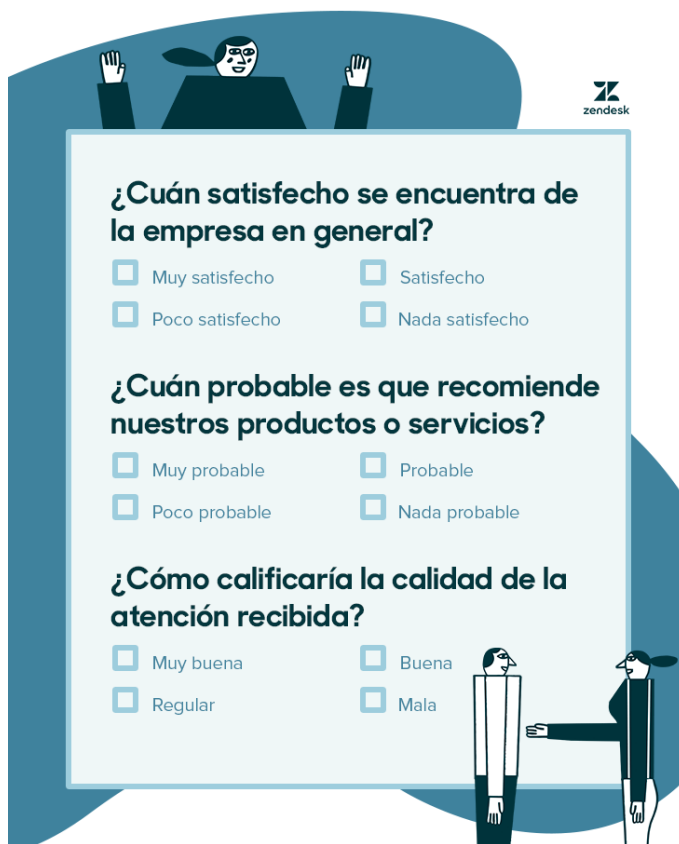 zendesk
¿Cuán satisfecho se encuentra de
la empresa en general?
Muy satisfecho
Satisfecho
Poco satisfecho
Nada satisfecho
¿Cuán probable es que recomiende
nuestros productos o servicios?
Muy probable
Probable
Poco probable
Nada probable
¿Cómo calificaría la calidad de la
atención recibida?
Muy buena
Buena
Regular
Mala